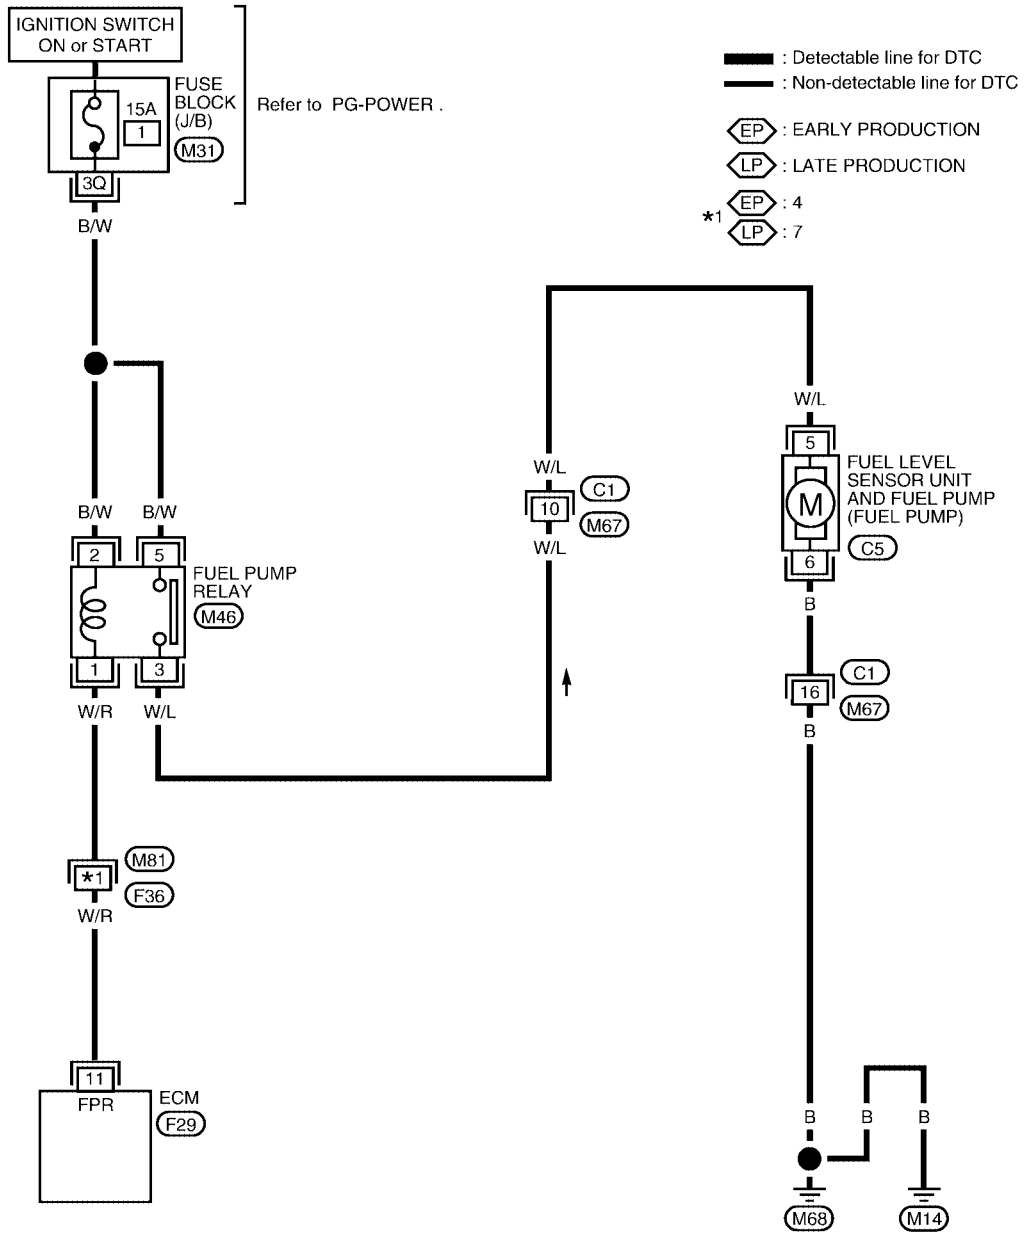 IGNITION SWITCH
ON or START
FUSE
BLOCK
(J/B)
M31
15A
1
3Q
Refer to PG-POWER .
: Detectable line for DTC
: Non-detectable line for DTC
EP : EARLY PRODUCTION
LP : LATE PRODUCTION
*1
EP : 4
LP : 7
B/W
B/W
B/W
2
5
FUEL PUMP
RELAY
M46
1
3
W/R
W/L
W/L
10
C1
M67
W/L
W/L
5
M
FUEL LEVEL
SENSOR UNIT
AND FUEL PUMP
(FUEL PUMP)
C5
6
B
16
C1
M67
B
*1
M81
F36
W/R
11
FPR
ECM
F29
B
B
B
M68
M14